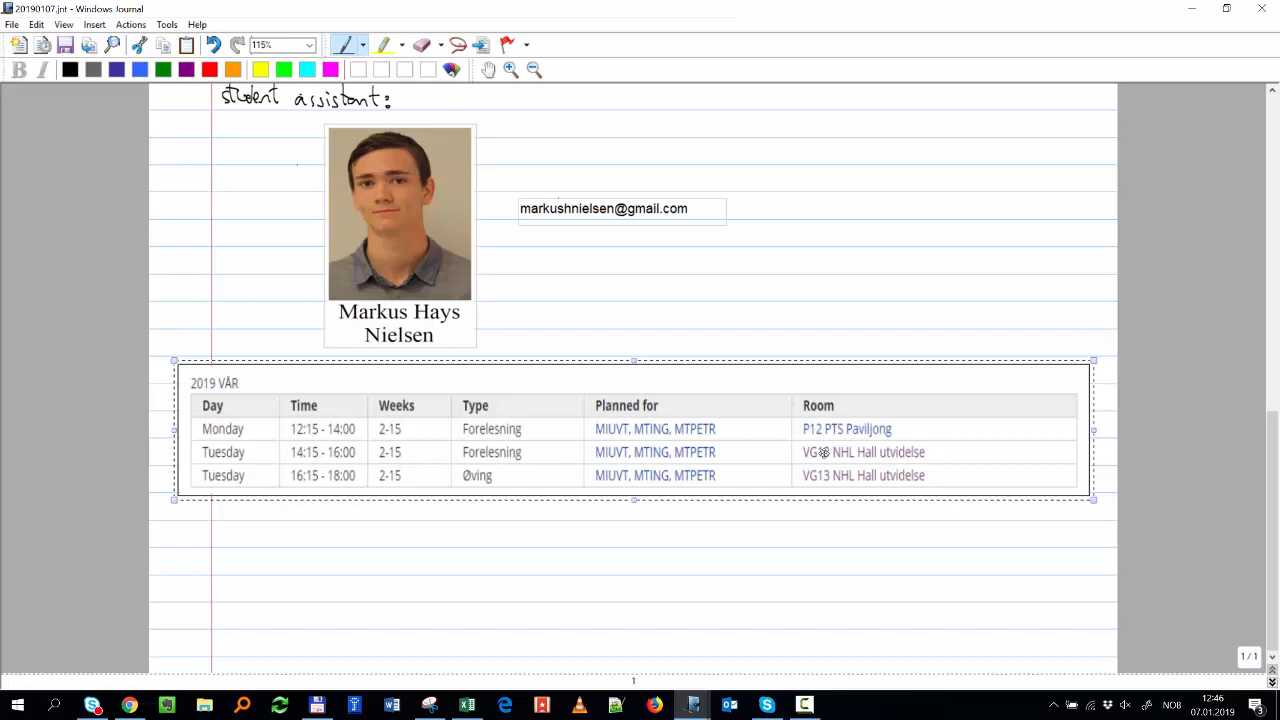 20190107.jnt - Windows Journal
File Edit View Insert Actions Tools Help
115%
B I
student assistant:
markushnielsen@gmail.com
Markus Hays
Nielsen
2019 VÅR
Day Time Weeks Type Planned for Room
Monday 12:15 - 14:00 2-15 Forelesning MIUVT, MTING, MTPETR P12 PTS Paviljong
Tuesday 14:15 - 16:00 2-15 Forelesning MIUVT, MTING, MTPETR NHL Hall utvidelse
Tuesday 16:15 - 18:00 2-15 Øving MIUVT, MTING, MTPETR VG13 NHL Hall utvidelse
1 / 1
1
NOB
12:46
07.01.2019